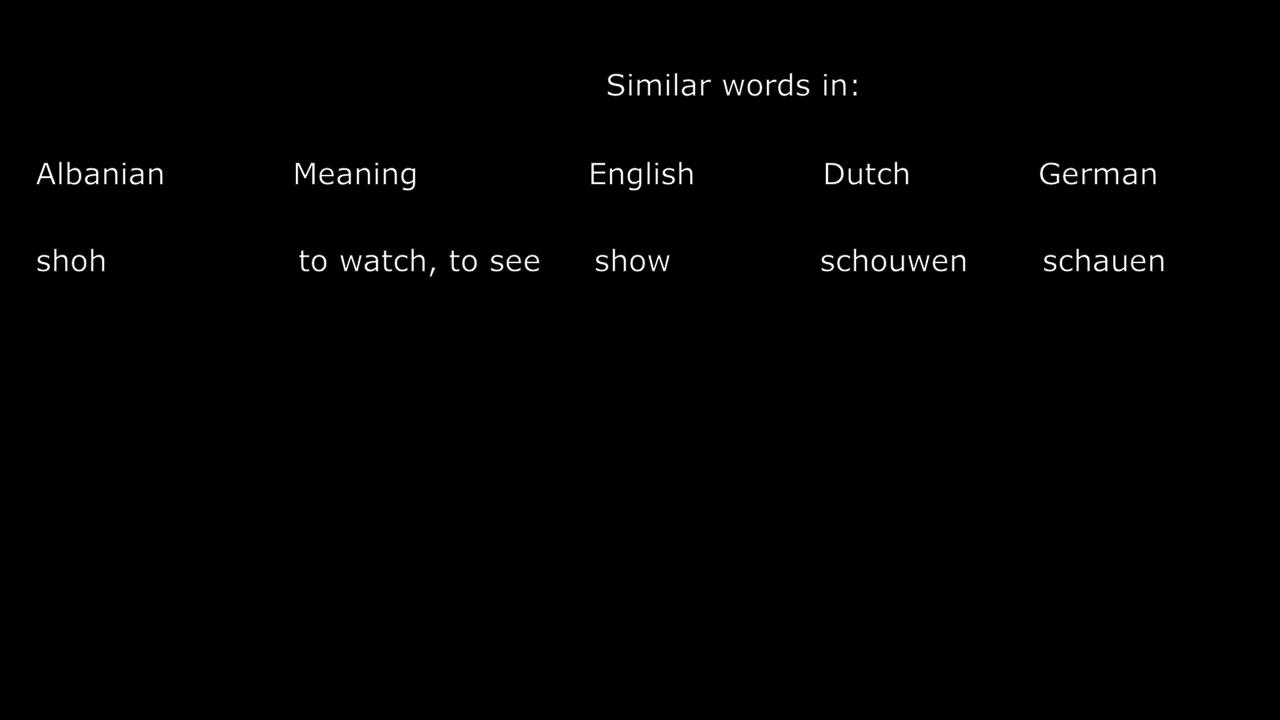 Similar words in:
Albanian Meaning English Dutch German
shoh to watch, to see show schouwen schauen